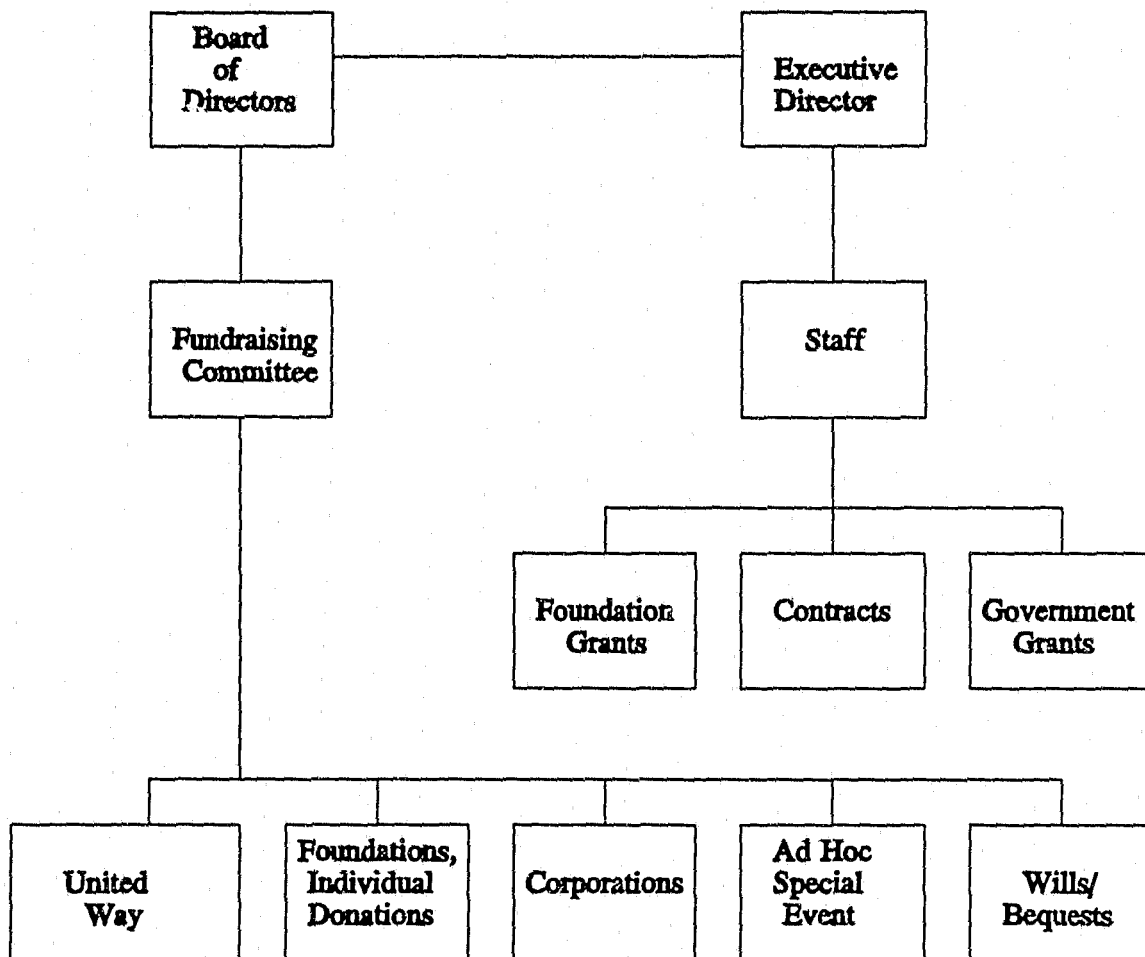 Board
of
Directors
Executive
Director
Fundraising
Committee
Staff
Foundation
Grants
Contracts
Government
Grants
United
Way
Foundations,
Individual
Donations
Corporations
Ad Hoc
Special
Event
Wills/
Bequests